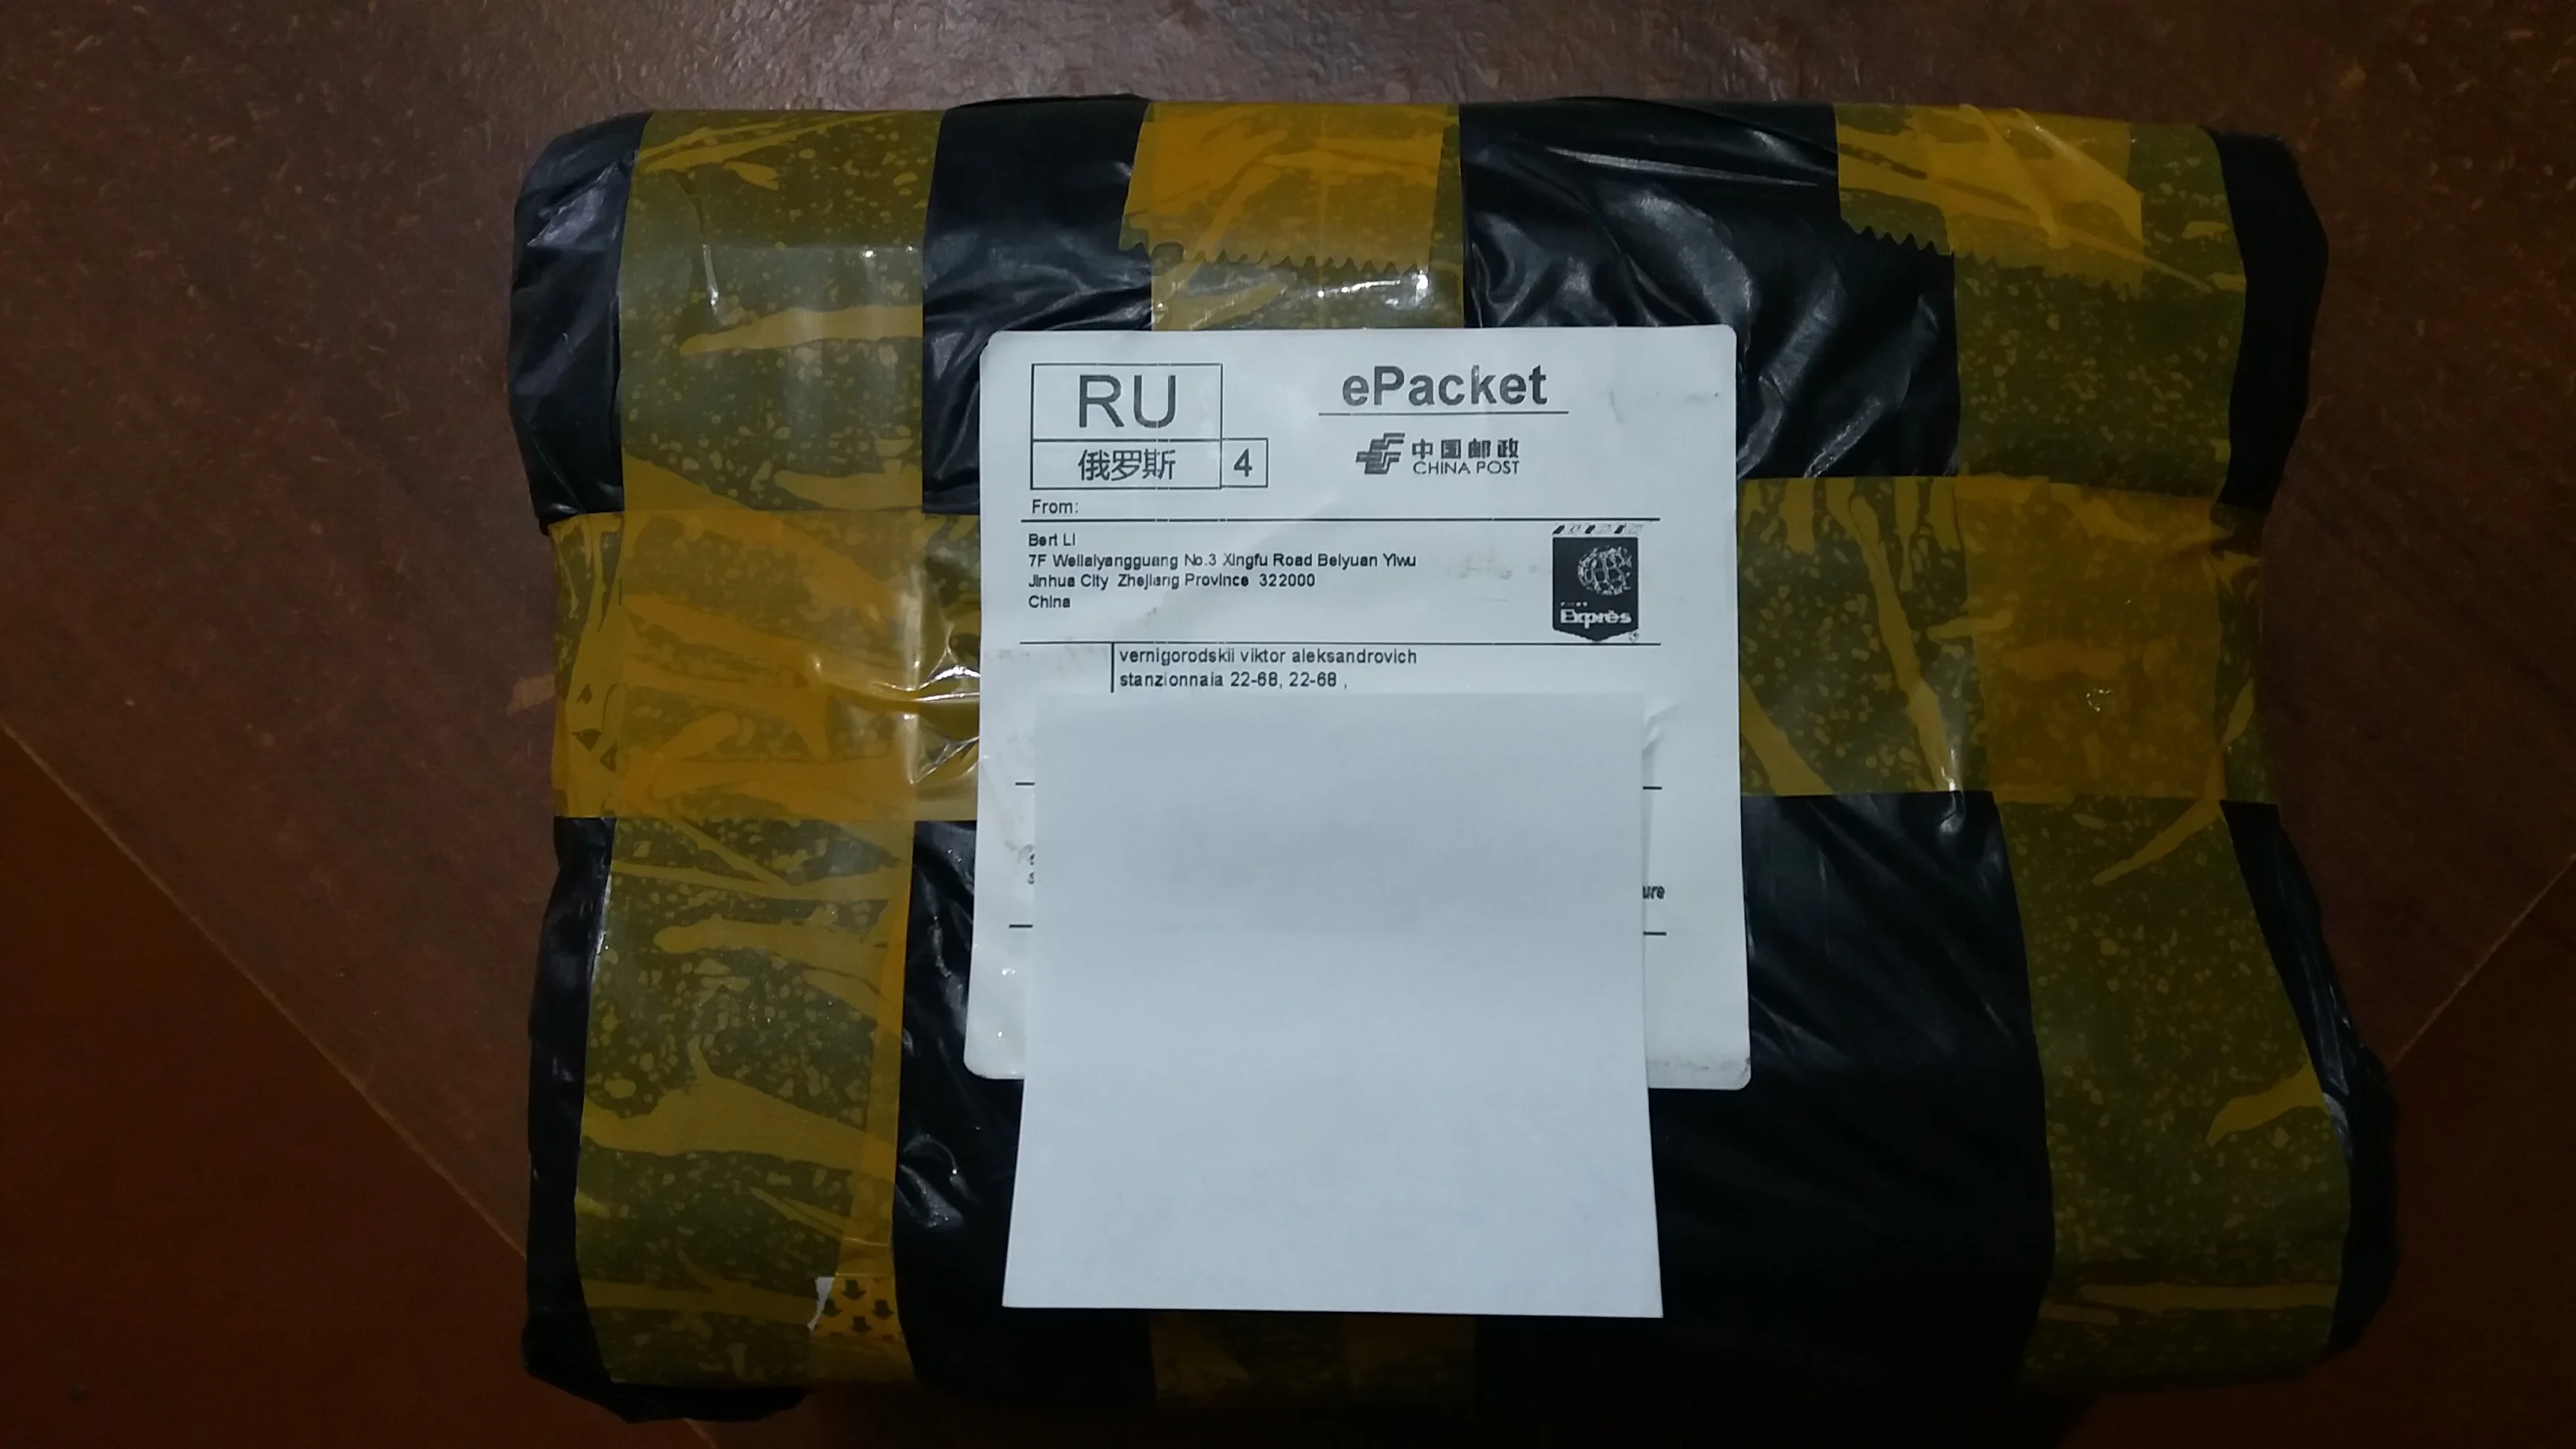 RU
ePacket
俄罗斯 4
中国邮政
CHINA POST
From:
Bert Li
7F Weilaiyangguang No.3 Xingfu Road Beiyuan Yiwu
Jinhua City Zhejiang Province 322000
China
Exprès
vernigorodskii viktor aleksandrovich
stanzionnaia 22-68, 22-68 ,
ure